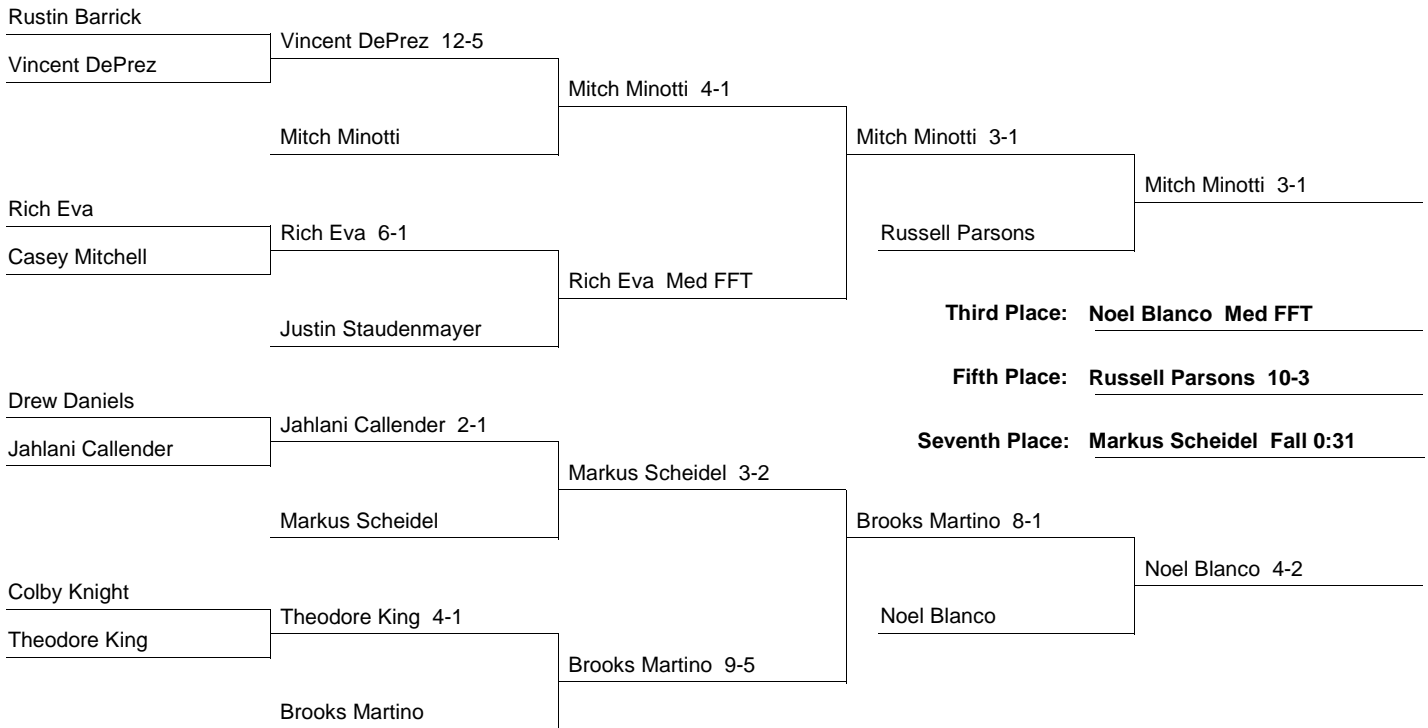 Rustin Barrick
Vincent DePrez 12-5
Vincent DePrez
Mitch Minotti 4-1
Mitch Minotti
Mitch Minotti 3-1
Mitch Minotti 3-1
Rich Eva
Rich Eva 6-1
Russell Parsons
Casey Mitchell
Rich Eva Med FFT
Third Place: Noel Blanco Med FFT
Justin Staudenmayer
Fifth Place: Russell Parsons 10-3
Drew Daniels
Jahlani Callender 2-1
Seventh Place: Markus Scheidel Fall 0:31
Jahlani Callender
Markus Scheidel 3-2
Markus Scheidel
Brooks Martino 8-1
Noel Blanco 4-2
Colby Knight
Theodore King 4-1
Noel Blanco
Theodore King
Brooks Martino 9-5
Brooks Martino